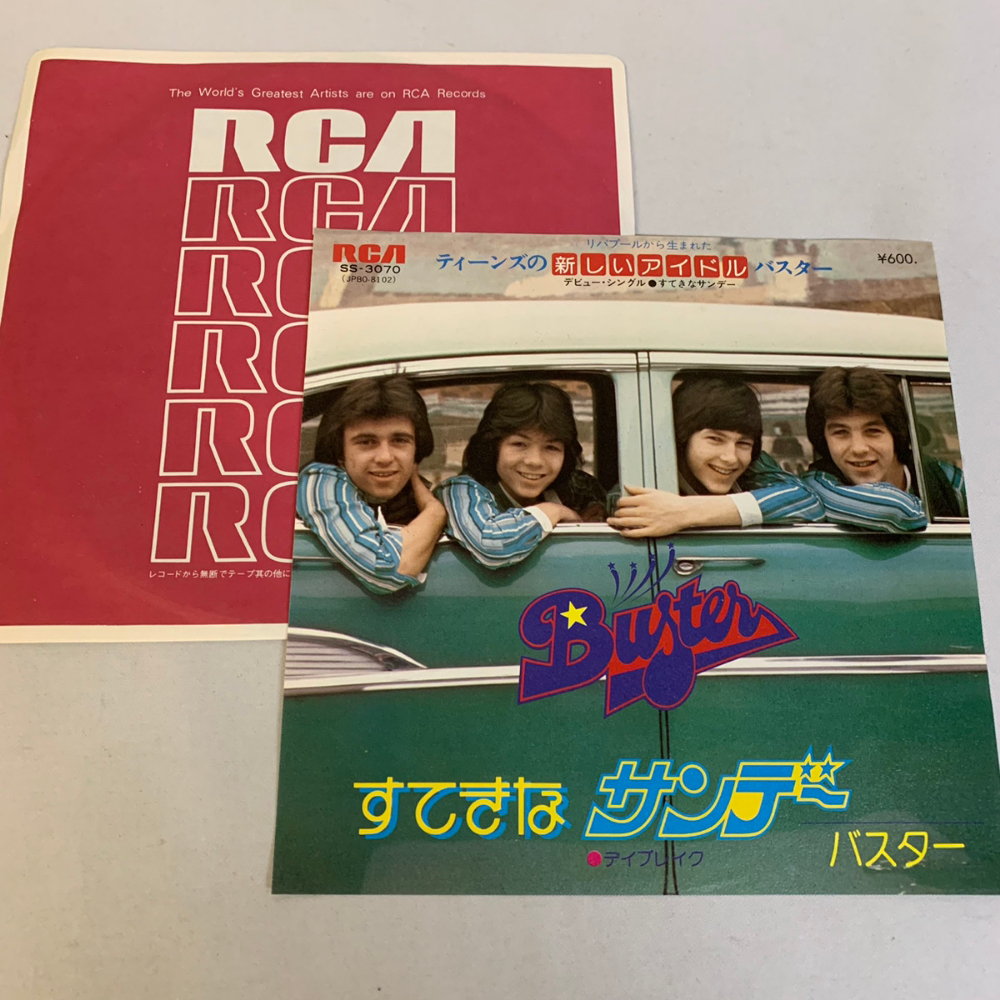 The World's Greatest Artists are on RCA Records
RCA
RCA
RC
RC
RC
RC
レコードから無断でテープ其の他に
RCA
SS-3070
(JPBO-8102)
リバプールから生まれた
ティーンズの 新しいアイドル バスター
デビュー・シングル●すてきなサンデー
¥600.
Buster
すてきな サンデー
バスター
●デイブレイク